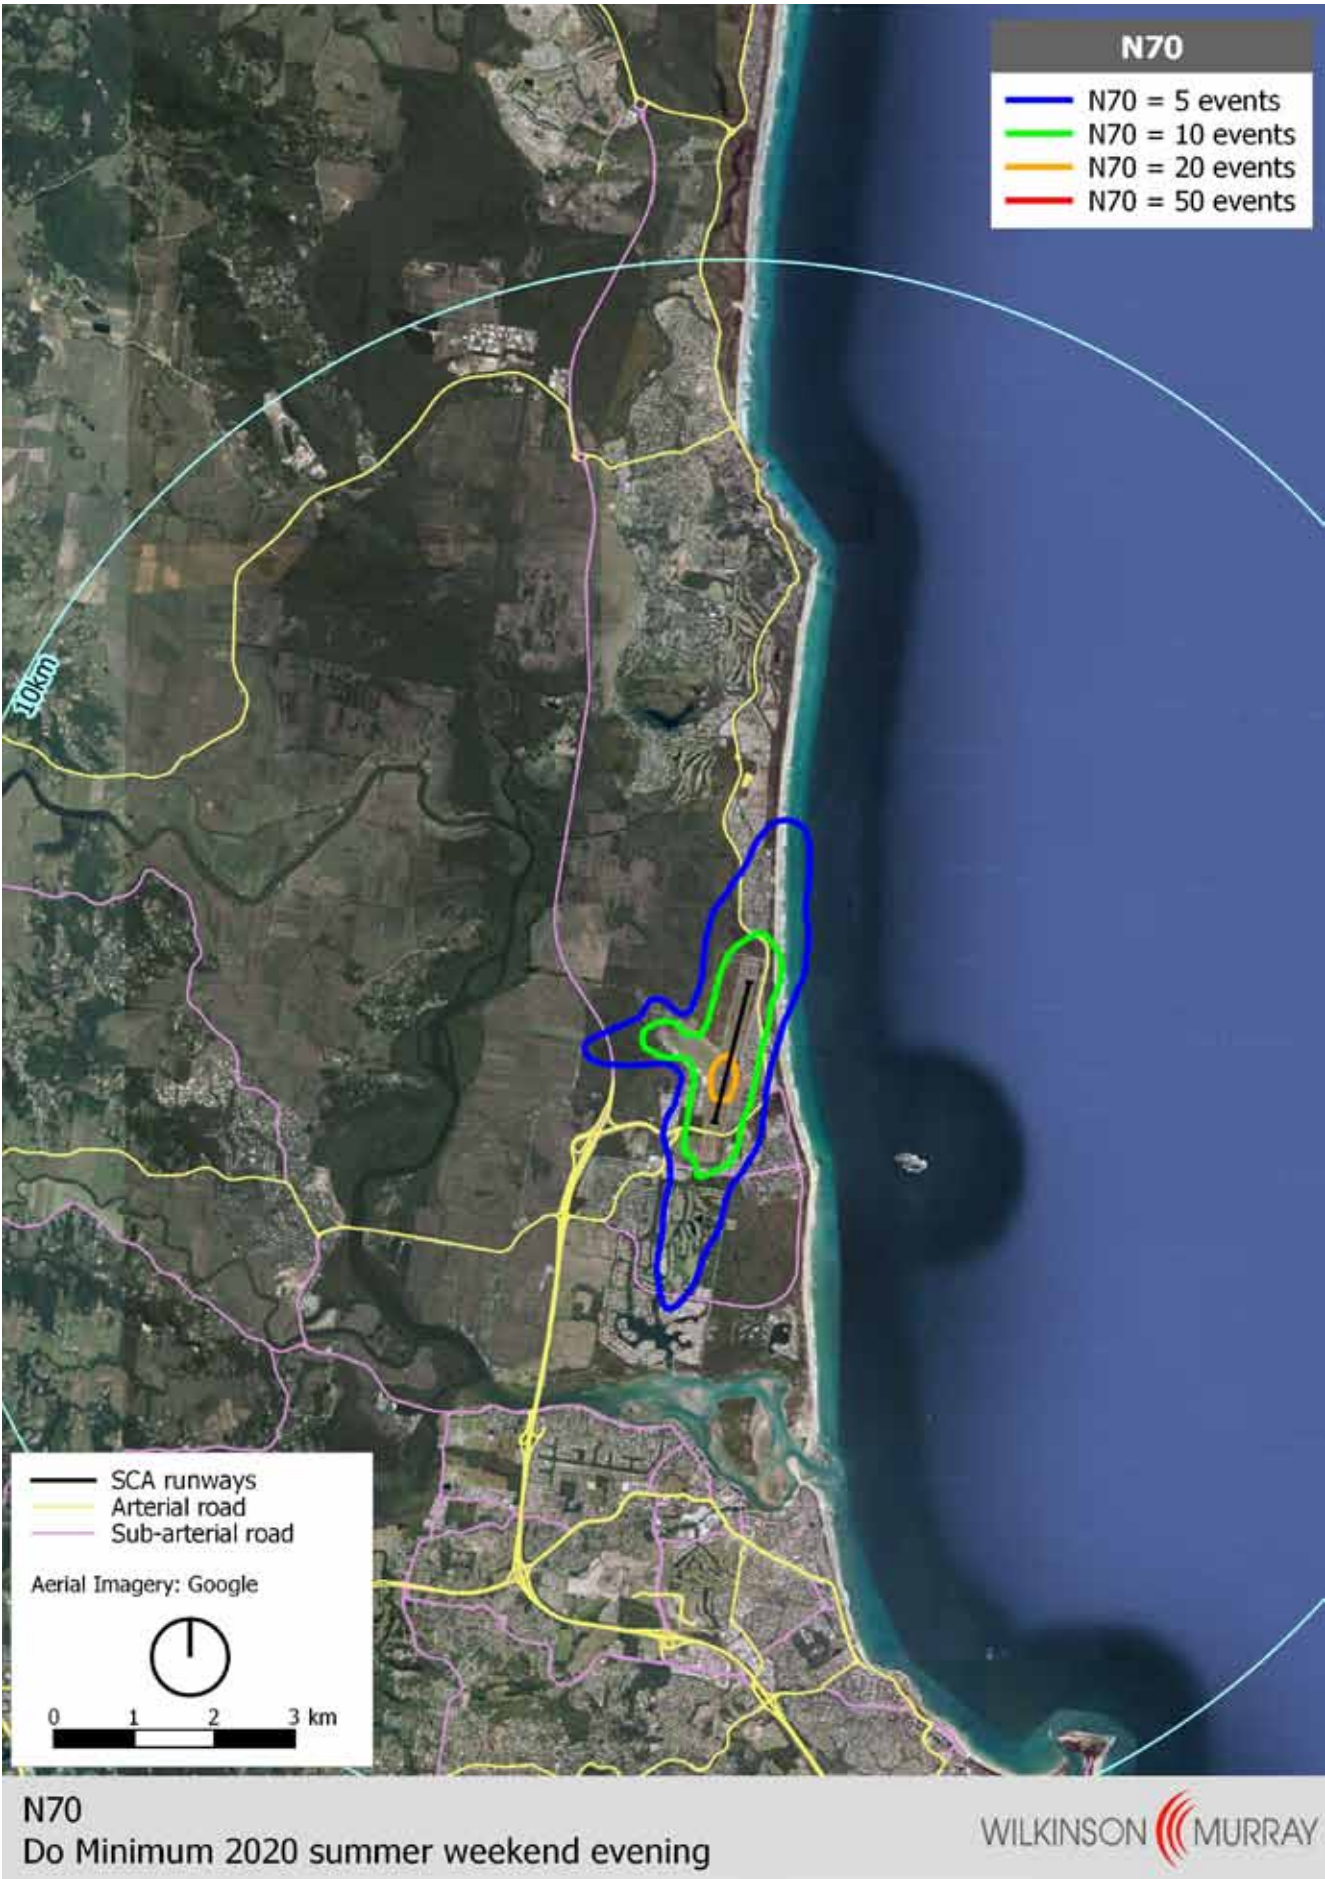 N70
N70 = 5 events
N70 = 10 events
N70 = 20 events
N70 = 50 events
10km
SCA runways
Arterial road
Sub-arterial road
Aerial Imagery: Google
0 1 2 3 km
N70
Do Minimum 2020 summer weekend evening
WILKINSON MURRAY